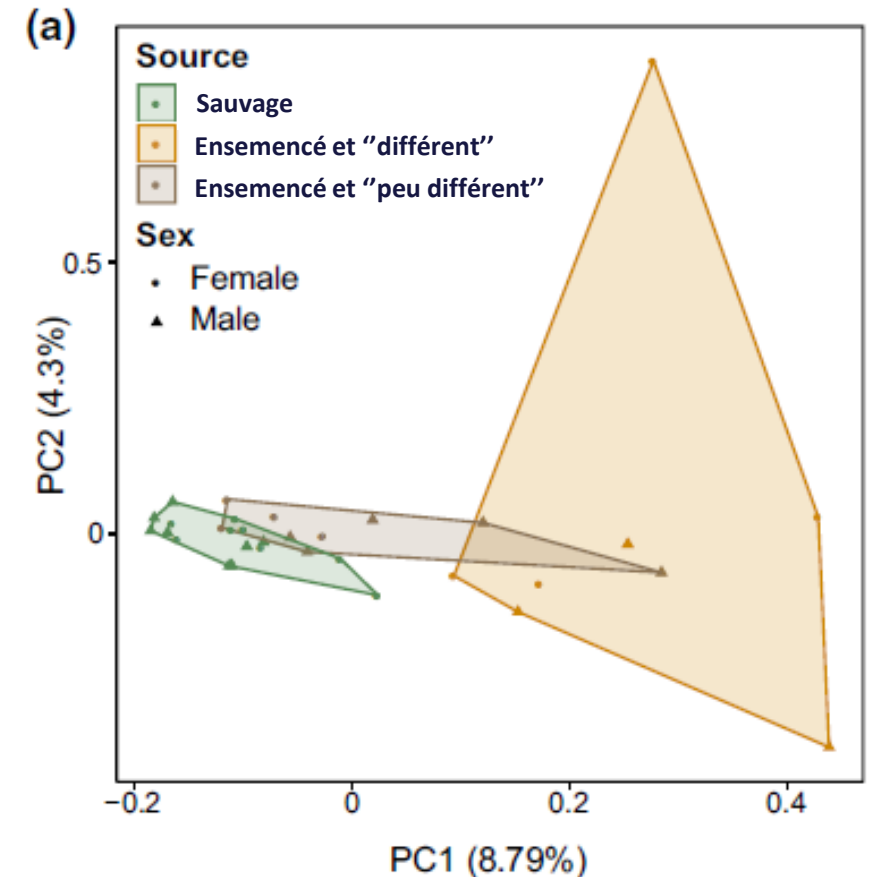 (a)
Source
Sauvage
Ensemencé et ‘’différent’’
Ensemencé et ‘’peu différent’’
Sex
Female
Male
0.5
0
PC2 (4.3%)
−0.2
0
0.2
0.4
PC1 (8.79%)